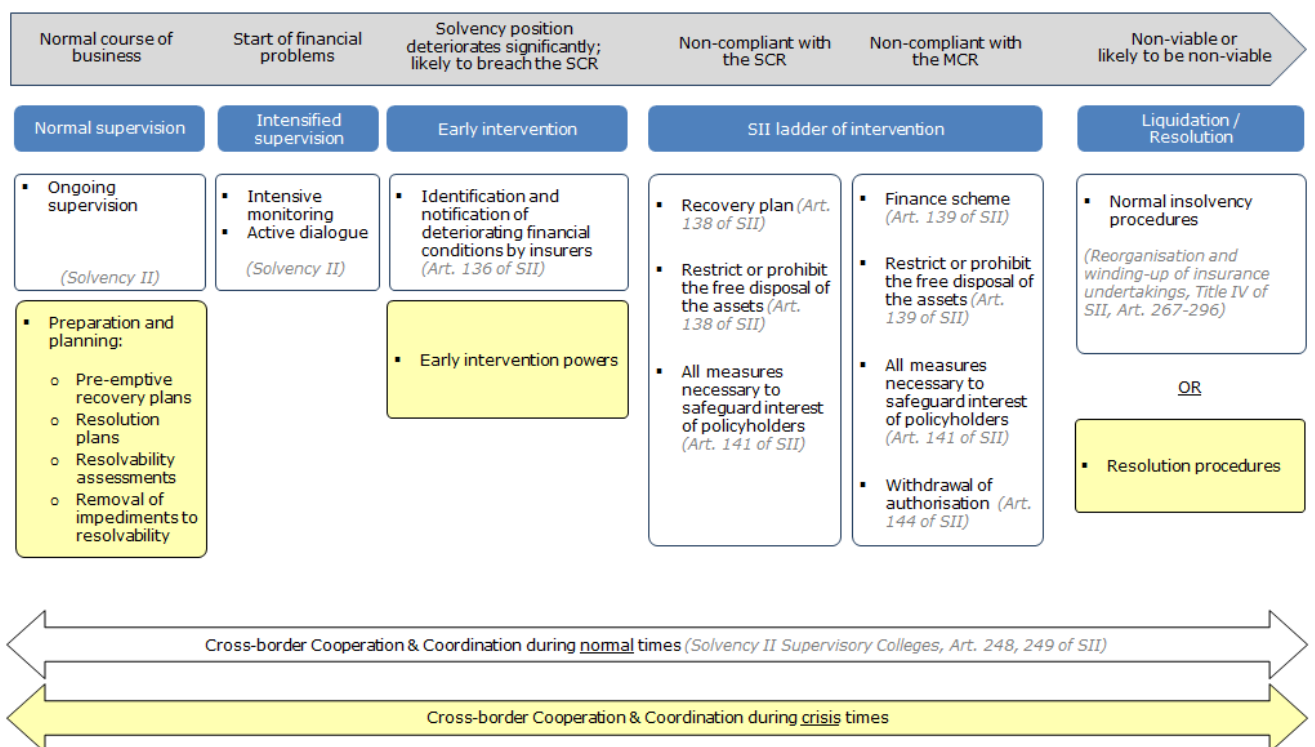 Normal course of
business
Start of financial
problems
Solvency position
deteriorates significantly;
likely to breach the SCR
Non-compliant with
the SCR
Non-compliant with
the MCR
Non-viable or
likely to be non-viable
Normal supervision
Intensified
supervision
Early intervention
SII ladder of intervention
Liquidation /
Resolution
▪ Ongoing
supervision
(Solvency II)
▪ Preparation and
planning:
o Pre-emptive
recovery plans
o Resolution
plans
o Resolvability
assessments
o Removal of
impediments to
resolvability
▪ Intensive
monitoring
▪ Active dialogue
(Solvency II)
▪ Identification and
notification of
deteriorating financial
conditions by insurers
(Art. 136 of SII)
▪ Early intervention powers
▪ Recovery plan (Art.
138 of SII)
▪ Restrict or prohibit
the free disposal of
the assets (Art.
138 of SII)
▪ All measures
necessary to
safeguard interest
of policyholders
(Art. 141 of SII)
▪ Finance scheme
(Art. 139 of SII)
▪ Restrict or prohibit
the free disposal of
the assets (Art.
139 of SII)
▪ All measures
necessary to
safeguard interest
of policyholders
(Art. 141 of SII)
▪ Withdrawal of
authorisation (Art.
144 of SII)
▪ Normal insolvency
procedures
(Reorganisation and
winding-up of insurance
undertakings, Title IV of
SII, Art. 267-296)
OR
▪ Resolution procedures
Cross-border Cooperation & Coordination during normal times (Solvency II Supervisory Colleges, Art. 248, 249 of SII)
Cross-border Cooperation & Coordination during crisis times